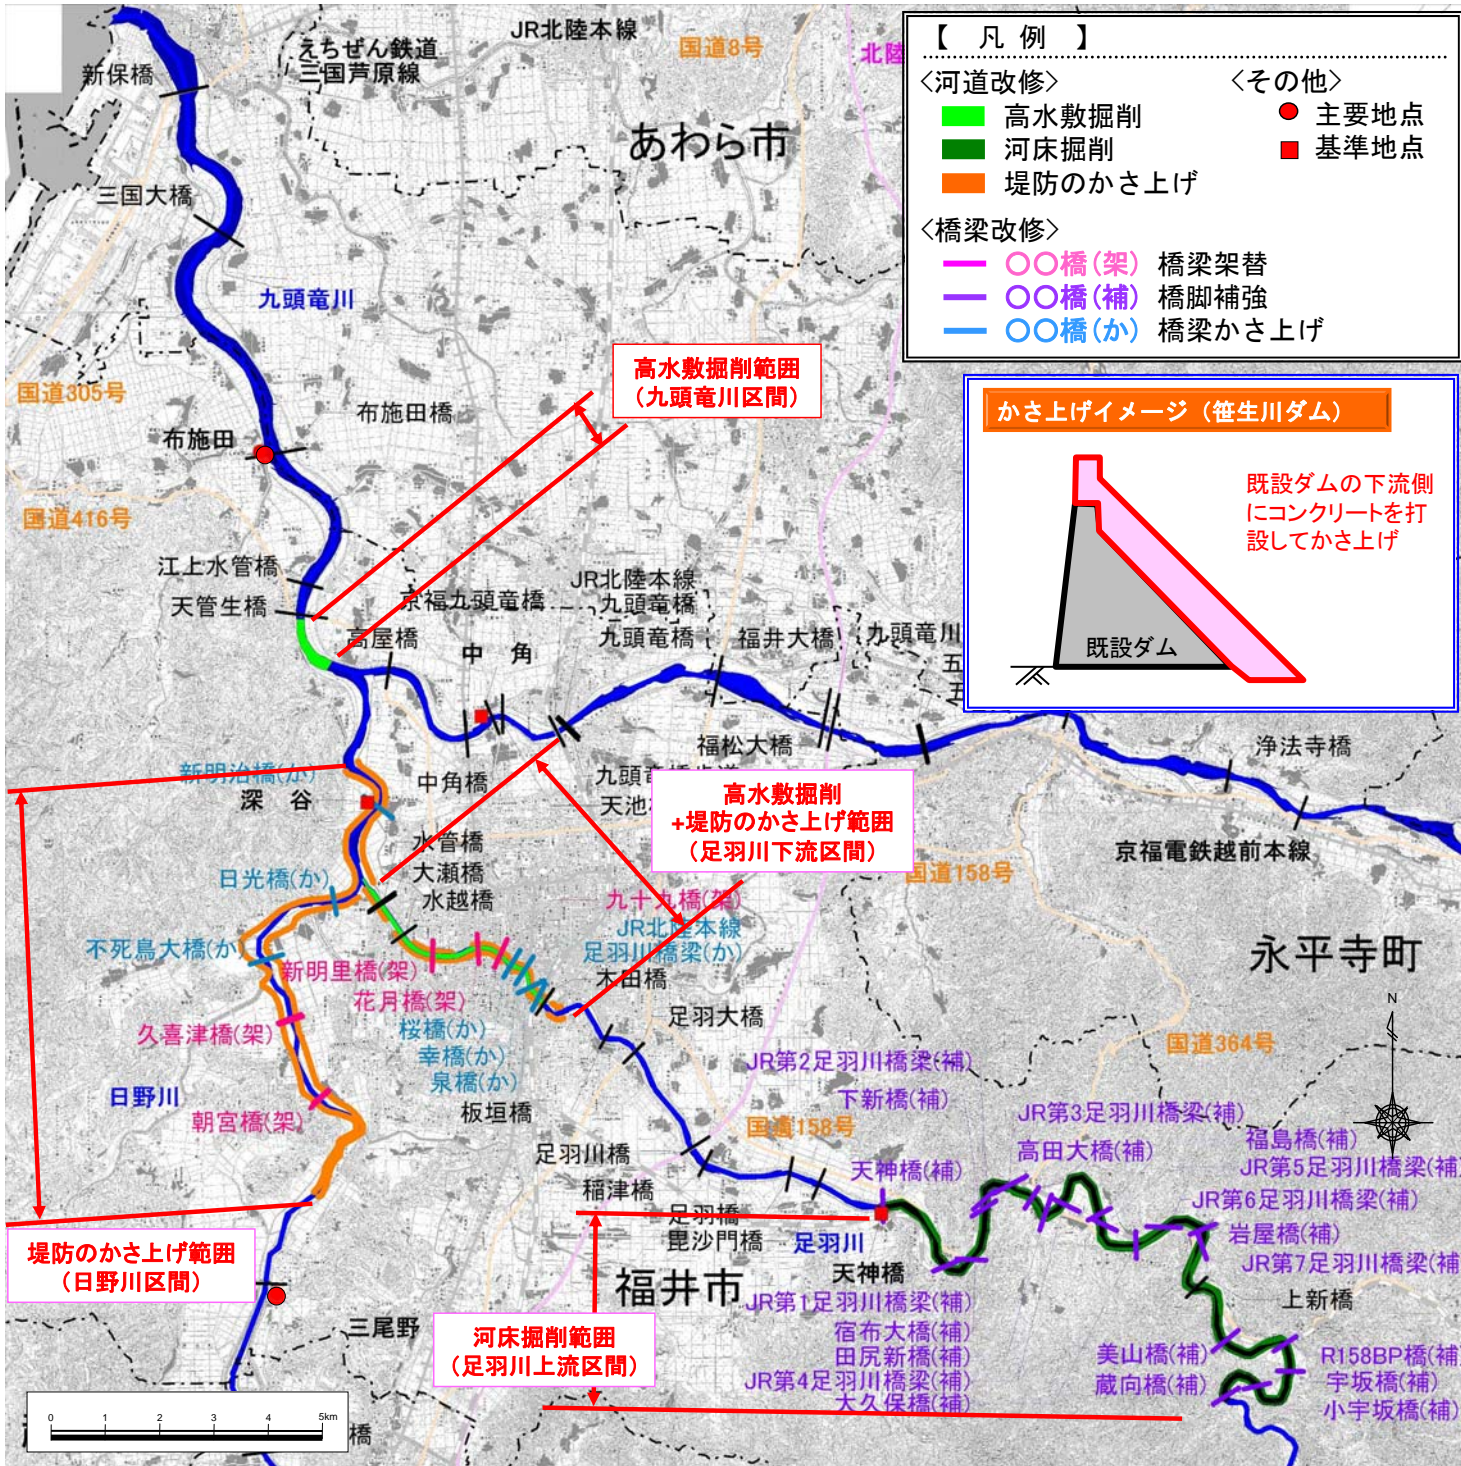 JR北陸本線
えちぜん鉄道
三国芦原線
国道8号
新保橋
あわら市
三国大橋
九頭竜川
【 凡 例 】
<河道改修>
高水敷掘削
河床掘削
堤防のかさ上げ
<その他>
主要地点
基準地点
<橋梁改修>
〇〇橋(架) 橋梁架替
〇〇橋(補) 橋脚補強
〇〇橋(か) 橋梁かさ上げ
かさ上げイメージ（笹生川ダム）
既設ダムの下流側
にコンクリートを打
設してかさ上げ
既設ダム
高水敷掘削範囲
（九頭竜川区間）
国道305号
布施田橋
布施田
国道416号
江上水管橋
天管生橋
京福九頭竜橋
JR北陸本線
九頭竜橋
高屋橋
中 角
九頭竜橋
福井大橋
九頭竜川
福松大橋
浄法寺橋
新明治橋(か)
深 谷
中角橋
高水敷掘削
+堤防のかさ上げ範囲
（足羽川下流区間）
水管橋
大瀬橋
水越橋
京福電鉄越前本線
国道158号
日光橋(か)
九十九橋(架)
JR北陸本線
足羽川橋梁(か)
木田橋
不死鳥大橋(か)
新明里橋(架)
花月橋(架)
桜橋(か)
幸橋(か)
泉橋(か)
板垣橋
足羽大橋
永平寺町
N
国道364号
久喜津橋(架)
日野川
朝宮橋(架)
JR第2足羽川橋梁(補)
下新橋(補)
国道158号
JR第3足羽川橋梁(補)
高田大橋(補)
福島橋(補)
JR第5足羽川橋梁(補)
足羽川橋
稲津橋
天神橋(補)
JR第6足羽川橋梁(補)
足羽橋
毘沙門橋
足羽川
岩屋橋(補)
JR第7足羽川橋梁(補
堤防のかさ上げ範囲
（日野川区間）
福井市
天神橋
上新橋
三尾野
河床掘削範囲
（足羽川上流区間）
JR第1足羽川橋梁(補)
宿布大橋(補)
田尻新橋(補)
JR第4足羽川橋梁(補)
大久保橋(補)
美山橋(補)
蔵向橋(補)
R158BP橋(補)
宇坂橋(補)
小宇坂橋(補)
0 1 2 3 4 5km
橋